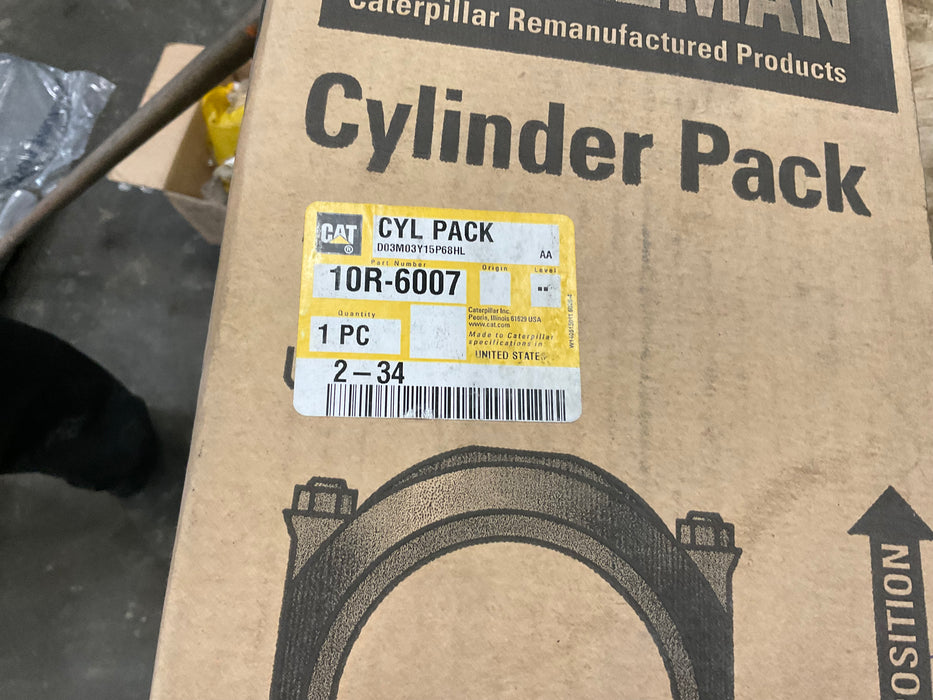 Caterpillar Remanufactured Products
Cylinder Pack
CAT
®
CYL PACK
D03M03Y15P68HL
AA
Part Number
Origin
Level
10R-6007
--
Quantity
1 PC
Caterpillar Inc.
Peoria, Illinois 61629 USA
www.cat.com
Made to Caterpillar
specifications in
UNITED STATES
2-34